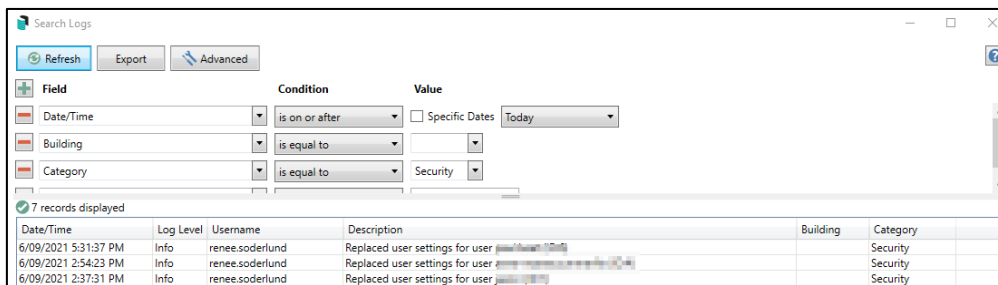 Search Logs
Refresh Export Advanced
Field Condition Value
Date/Time is on or after Specific Dates Today
Building is equal to
Category is equal to Security
7 records displayed
Date/Time Log Level Username Description Building Category
6/09/2021 5:31:37 PM Info renee.soderlund Replaced user settings for user Security
6/09/2021 2:54:23 PM Info renee.soderlund Replaced user settings for user Security
6/09/2021 2:37:31 PM Info renee.soderlund Replaced user settings for user Security